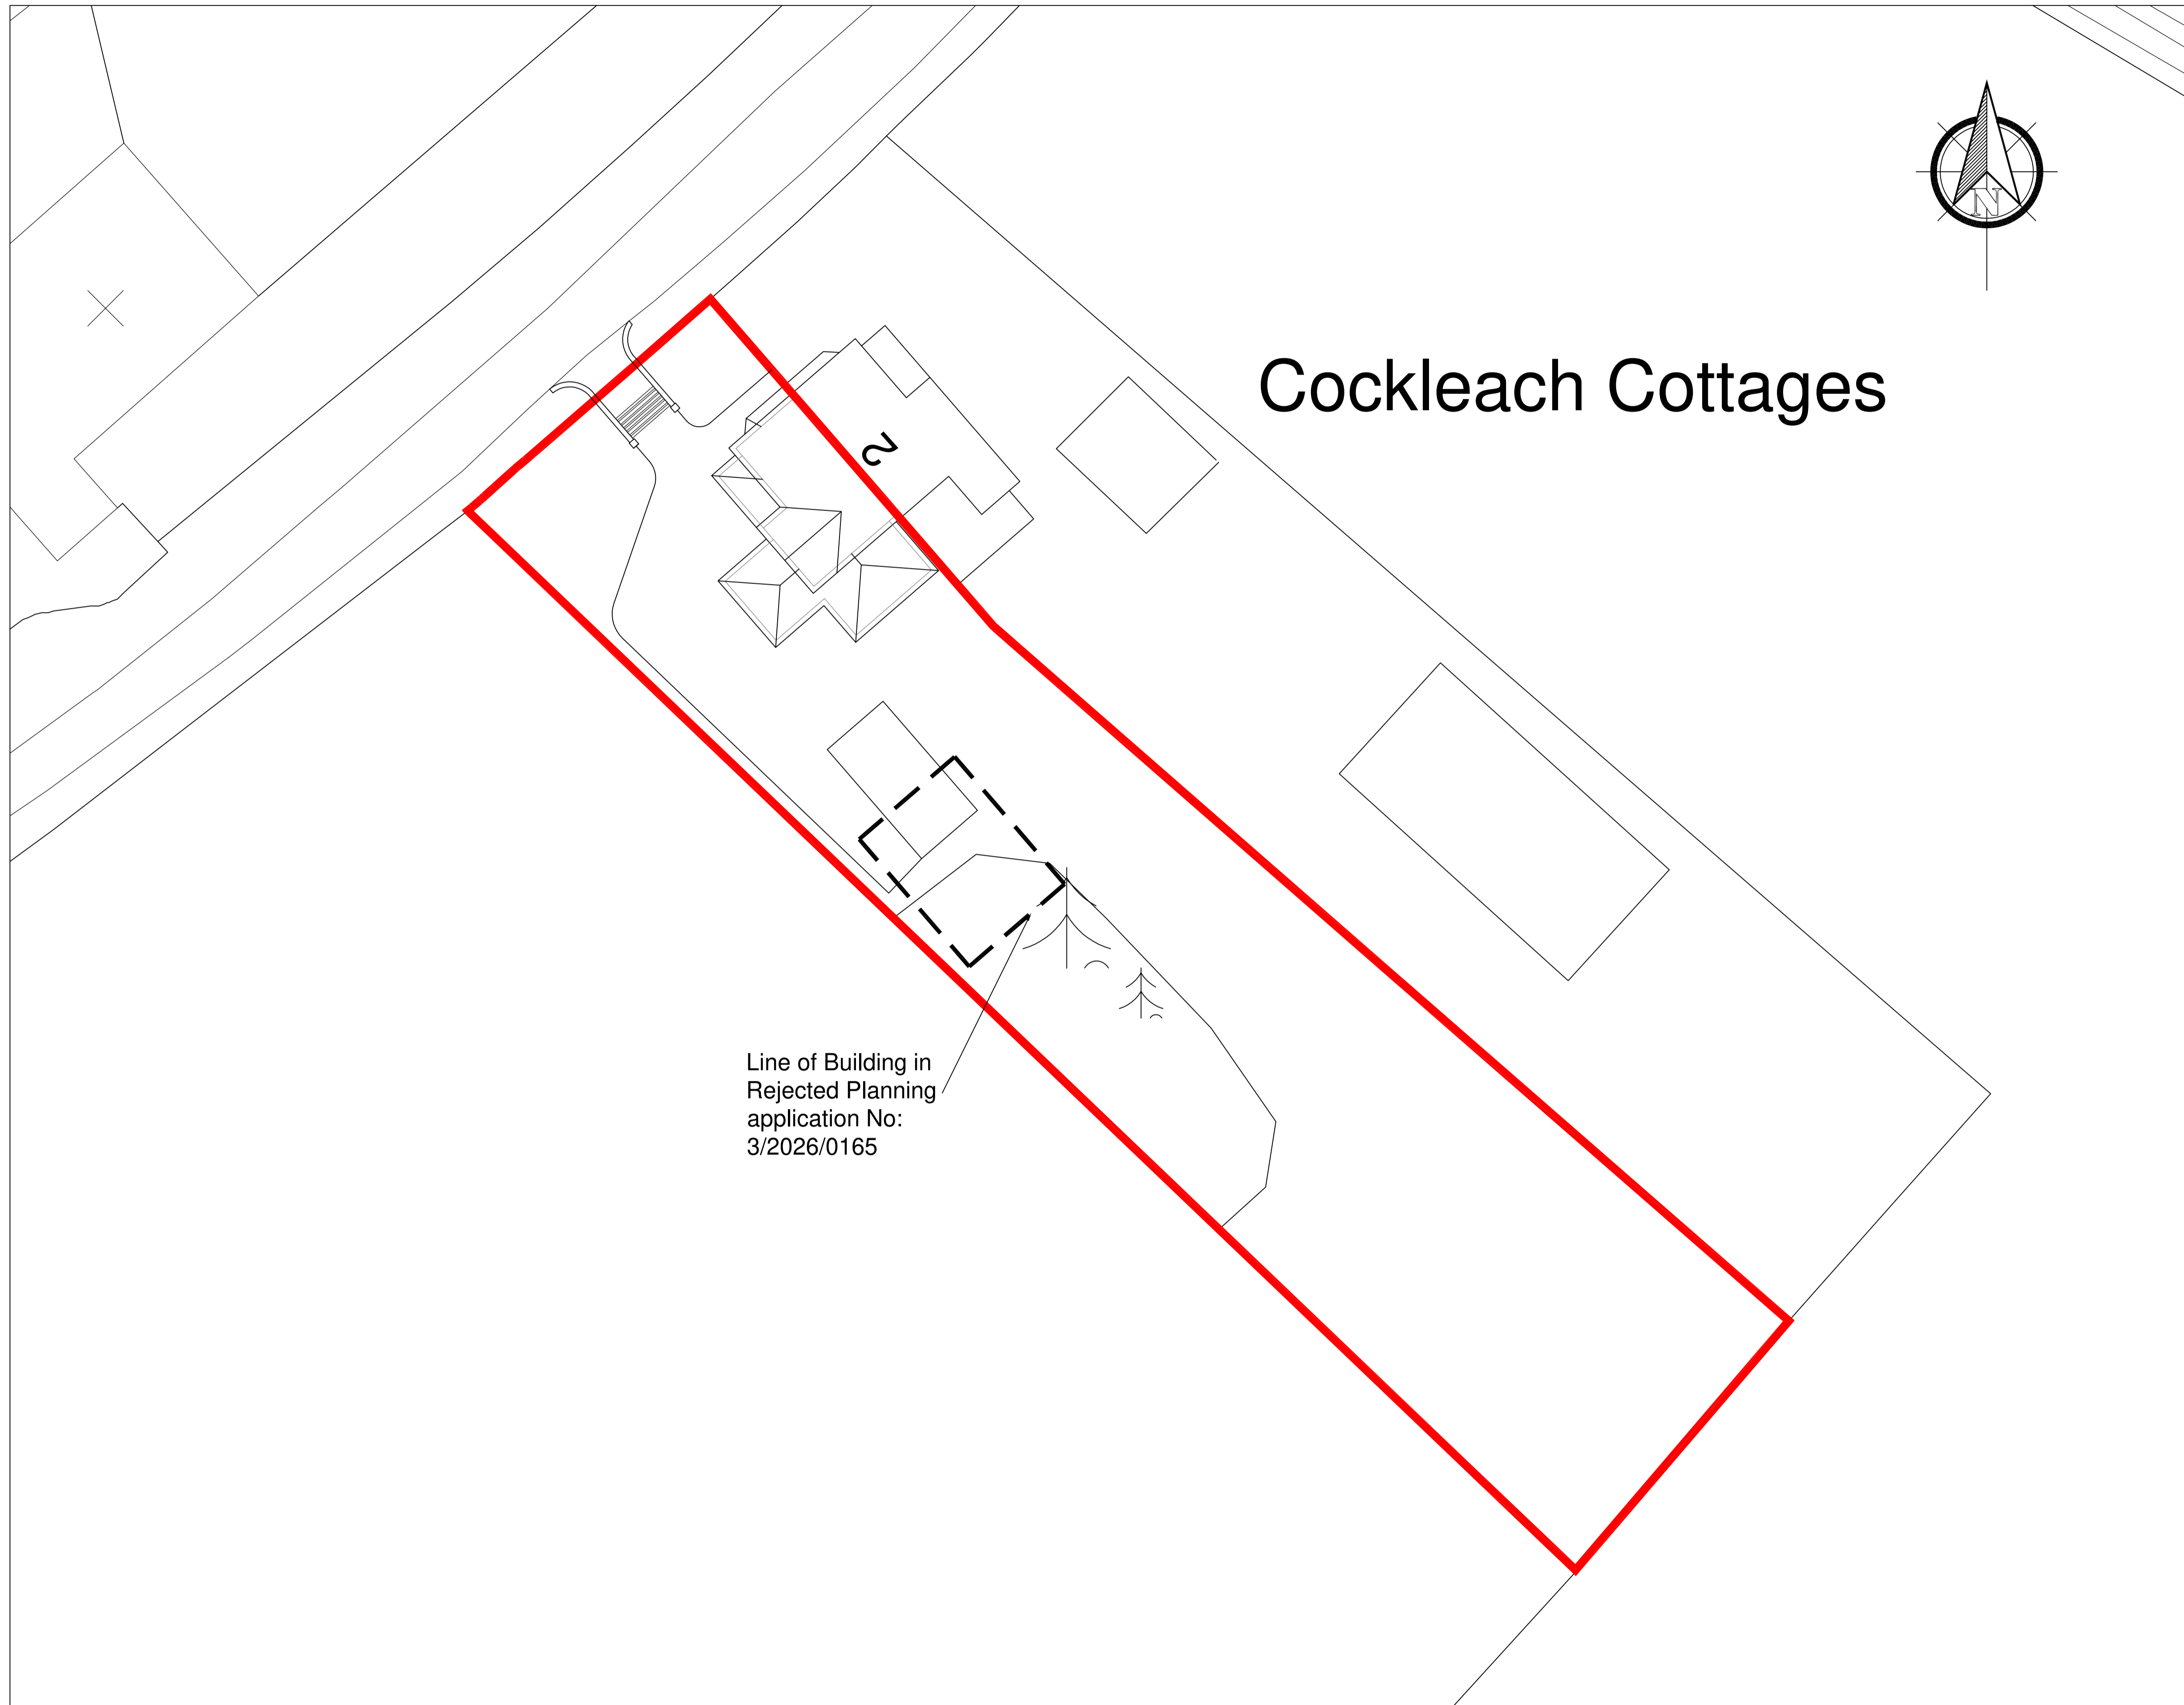 N
Cockleach Cottages
2
Line of Building in
Rejected Planning
application No:
3/2026/0165